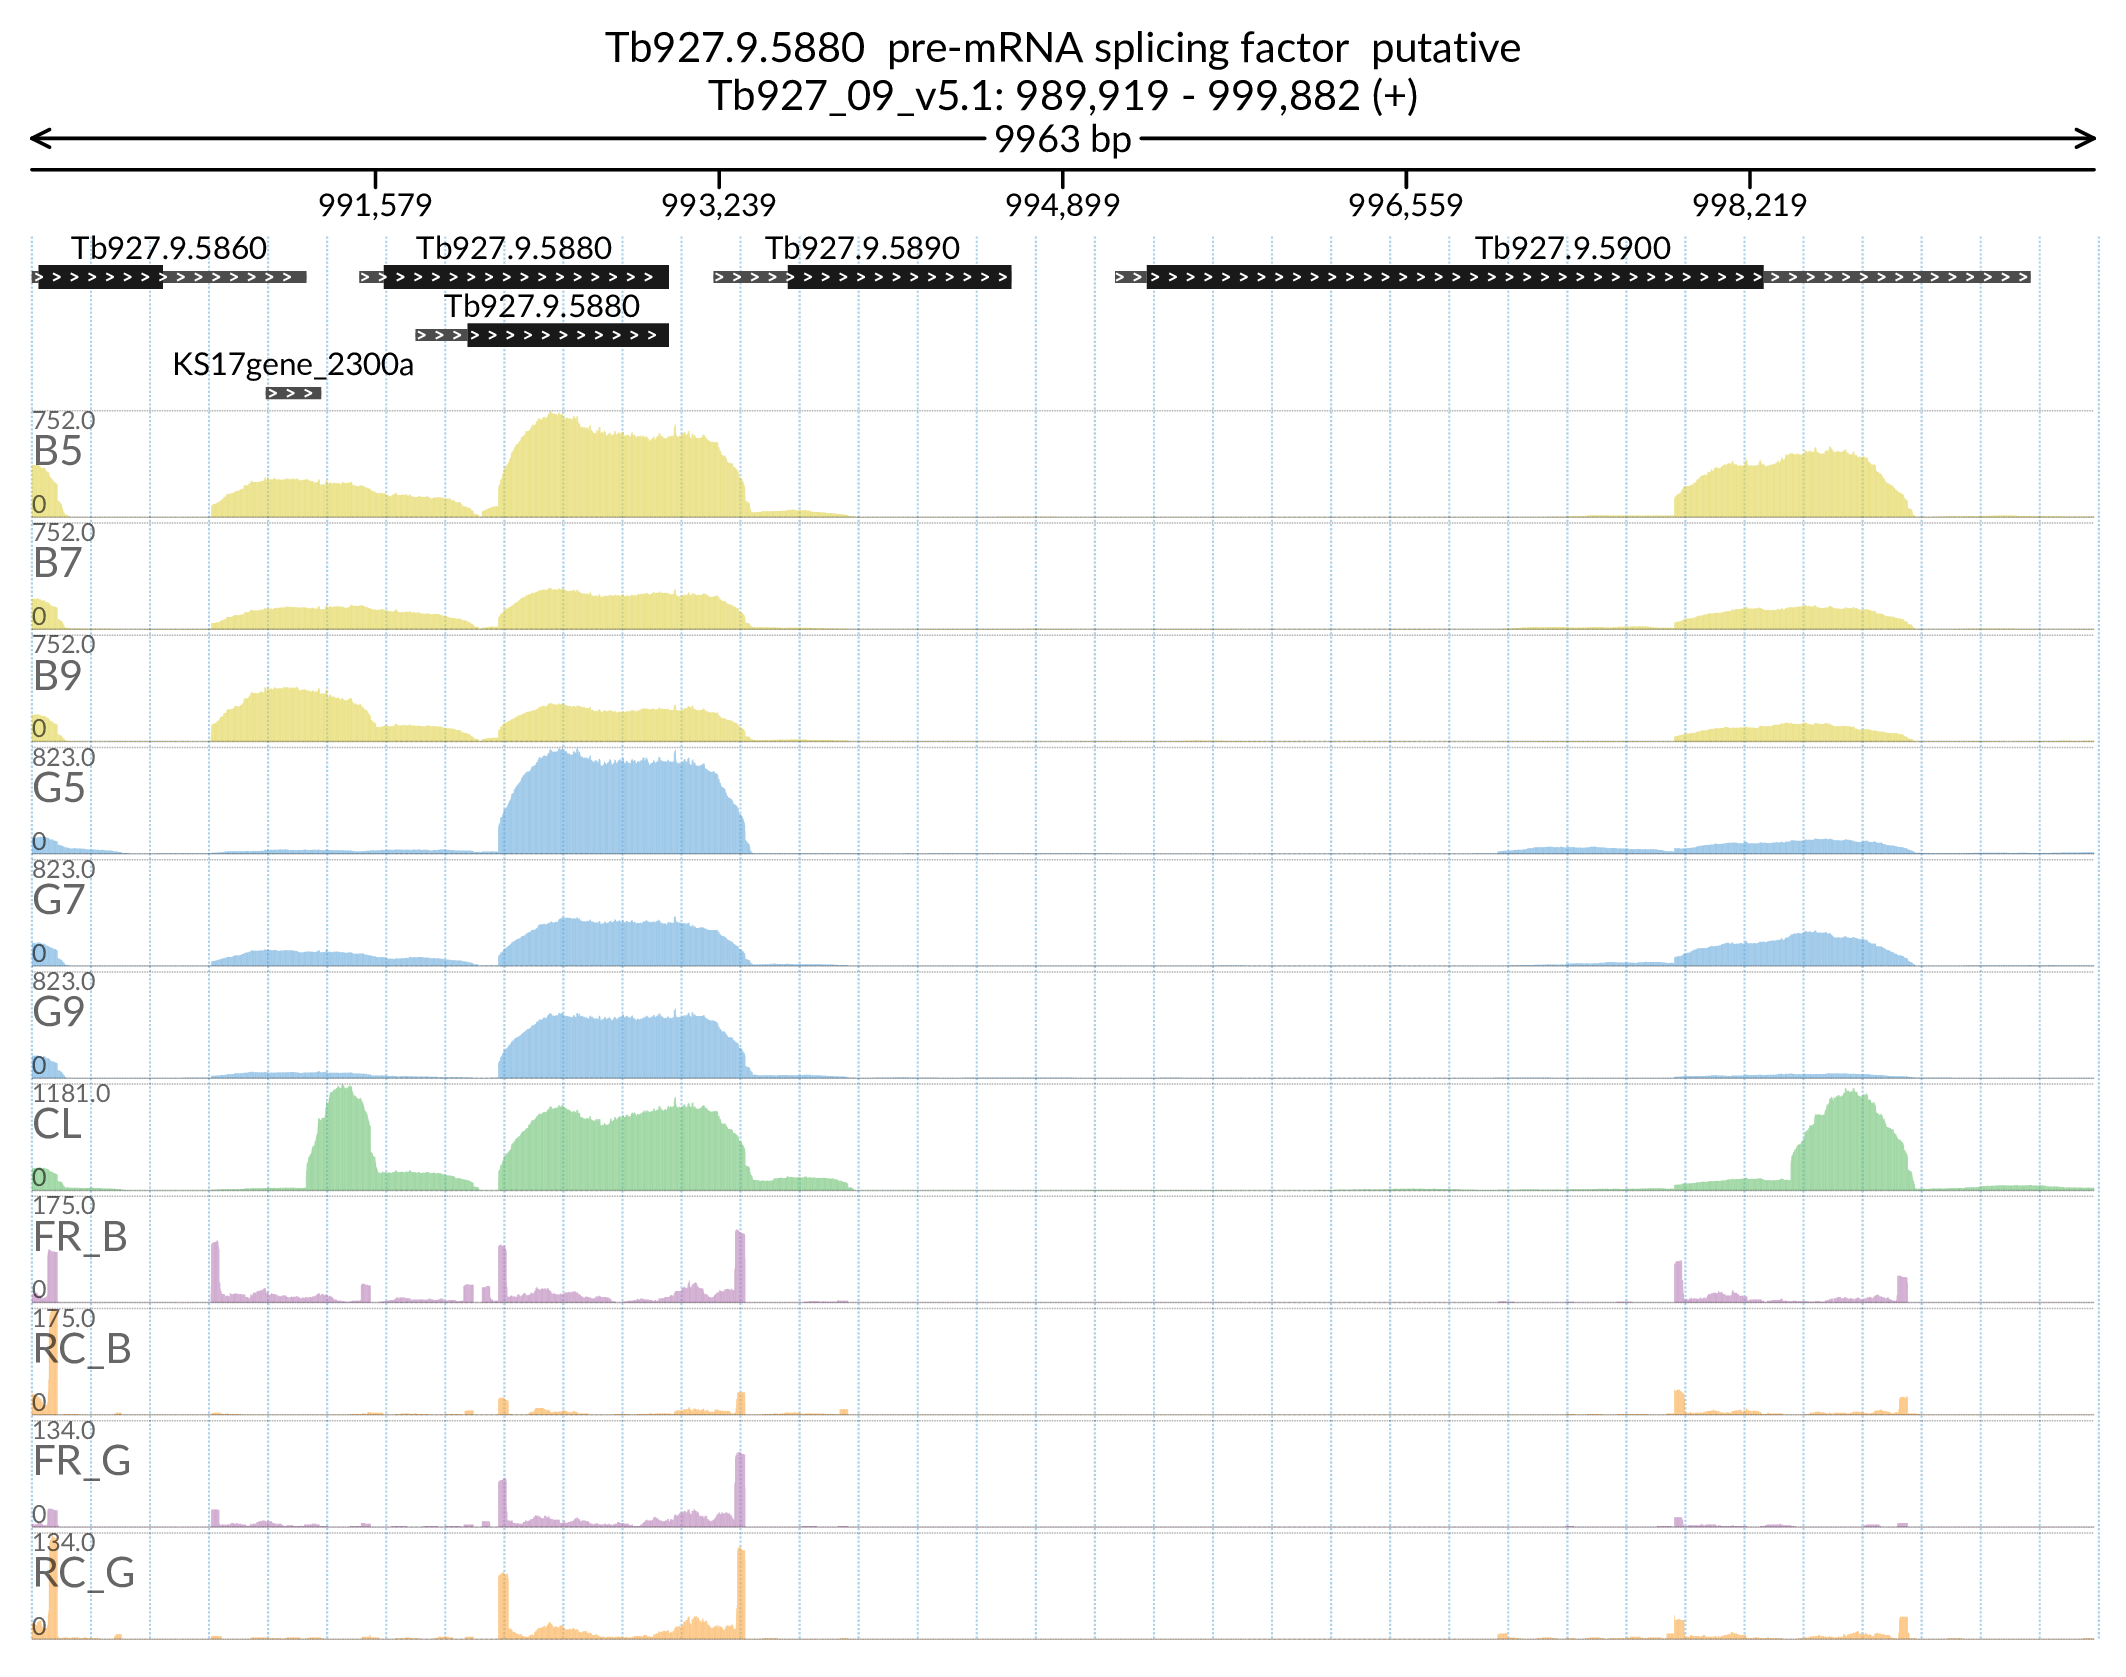 Tb927.9.5880  pre-mRNA splicing factor  putative
Tb927_09_v5.1: 989,919 - 999,882 (+)
9963 bp
991,579 993,239 994,899 996,559 998,219
Tb927.9.5860 Tb927.9.5880 Tb927.9.5890 Tb927.9.5900
Tb927.9.5880
KS17gene_2300a
752.0
B5
0
752.0
B7
0
752.0
B9
0
823.0
G5
0
823.0
G7
0
823.0
G9
0
1181.0
CL
0
175.0
FR_B
0
175.0
RC_B
0
134.0
FR_G
0
134.0
RC_G
0